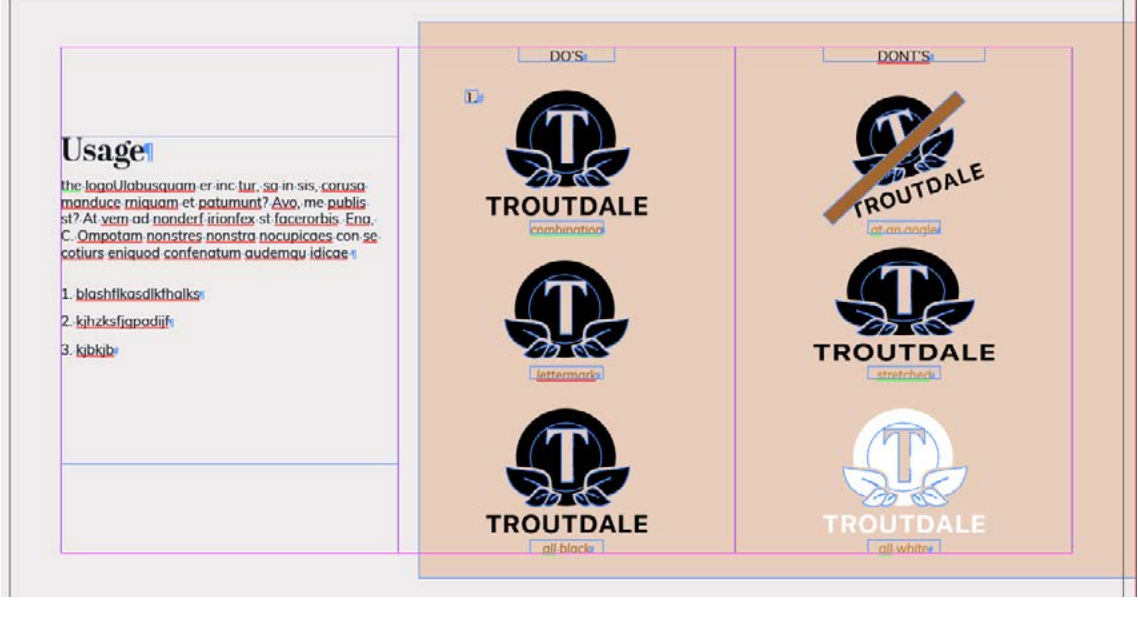 Usage
the logoUlabusquam er inc tur, sa in sis, corusa
manduce rniquam et patumunt? Avo, me publis
st? At vem ad nonderf irionfex st facerorbis. Ena,
C. Ompotam nonstres nonstra nocupicaes con se
cotiurs eniquod confenatum audemqu idicae
1. blashflkasdlkfhalks
2. kjhzksfjgpadijf
3. kjbkjb
DO'S
1.
T
TROUTDALE
combination
T
lettermark
T
TROUTDALE
all black
DONT'S
T
TROUTDALE
at an angle
T
TROUTDALE
stretched
T
TROUTDALE
all white